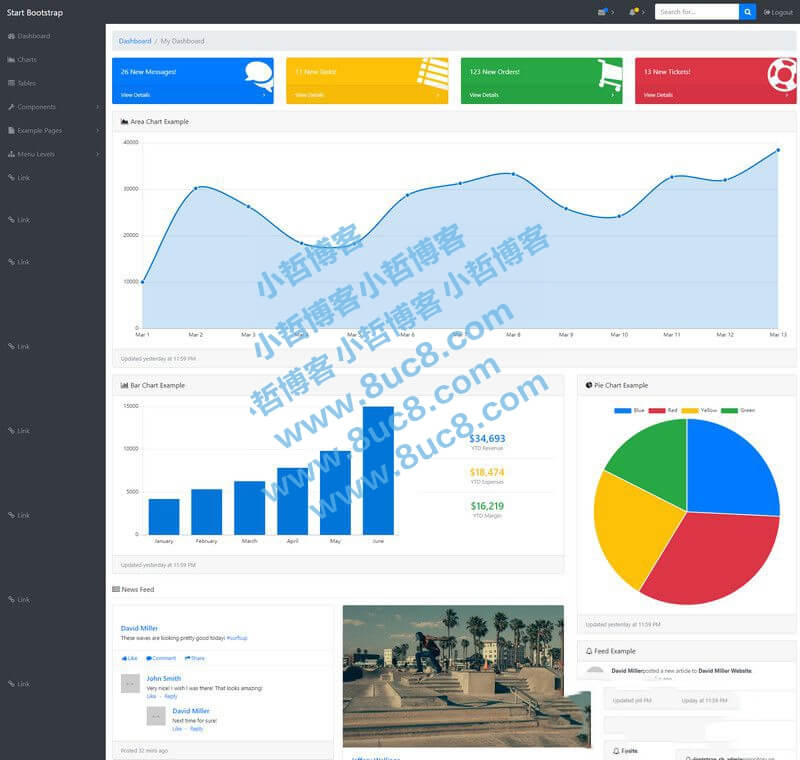 Start Bootstrap
Search for...
Logout
Dashboard
Charts
Tables
Components
Example Pages
Menu Levels
Link
Link
Link
Link
Link
Link
Link
Link
Dashboard / My Dashboard
26 New Messages!
View Details
11 New Tasks!
View Details
123 New Orders!
View Details
13 New Tickets!
View Details
Area Chart Example
40000
30000
20000
10000
0
Mar 1 Mar 2 Mar 3 Mar 4 Mar 5 Mar 6 Mar 7 Mar 8 Mar 9 Mar 10 Mar 11 Mar 12 Mar 13
Updated yesterday at 11:59 PM
小哲博客
小哲博客 小哲博客
小哲博客 小哲博客
哲博客
www.8uc8.com
www.8uc8.com
www.8uc8.com
Bar Chart Example
15000
10000
5000
0
January February March April May June
$34,693
YTD Revenue
$18,474
YTD Expenses
$16,219
YTD Margin
Updated yesterday at 11:59 PM
Pie Chart Example
Blue Red Yellow Green
Updated yesterday at 11:59 PM
News Feed
David Miller
These waves are looking pretty good today! #surfsup
Like Comment Share
John Smith
Very nice! I wish I was there! That looks amazing!
Like · Reply
David Miller
Next time for sure!
Like · Reply
Posted 32 mins ago
Feed Example
David Miller posted a new article to David Miller Website